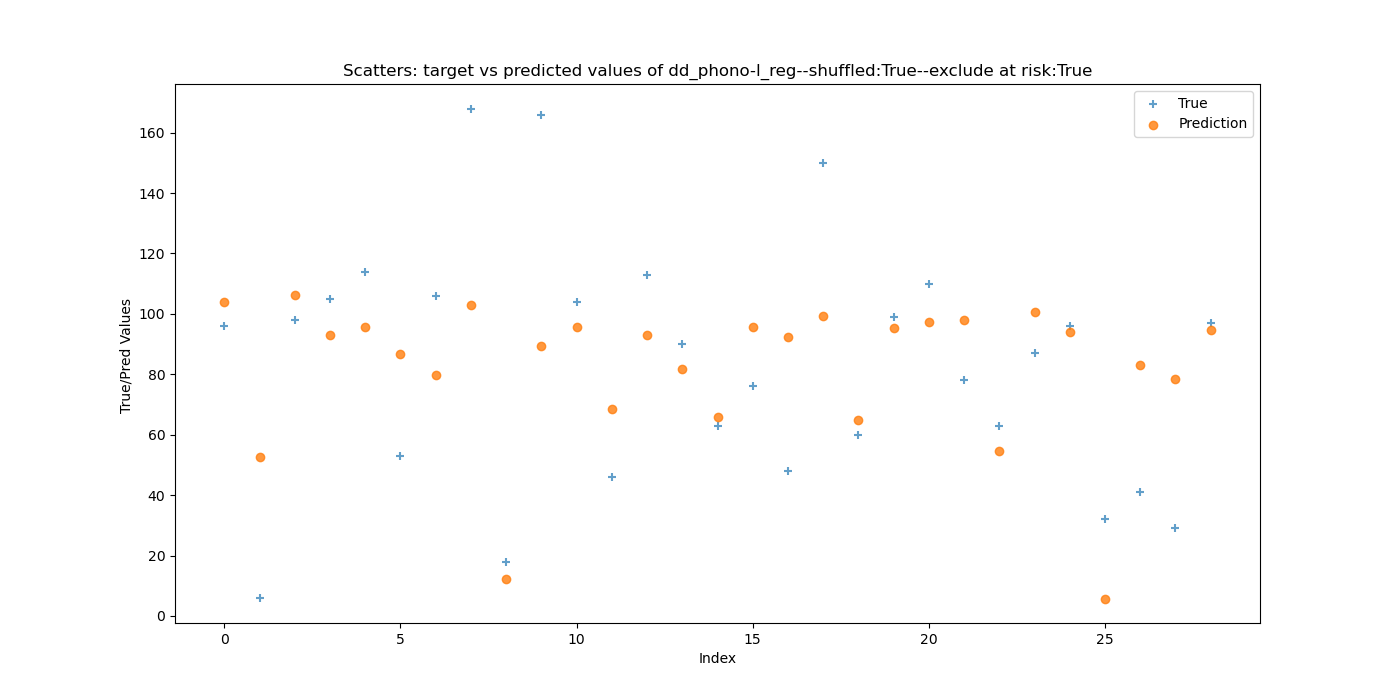 Scatters: target vs predicted values of dd_phono-l_reg--shuffled:True--exclude at risk:True
True
Prediction
160
140
120
100
80
60
40
20
0
True/Pred Values
0 5 10 15 20 25
Index